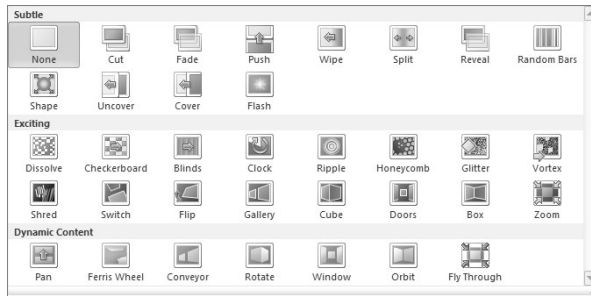 Subtle
None Cut Fade Push Wipe Split Reveal Random Bars
Shape Uncover Cover Flash
Exciting
Dissolve Checkerboard Blinds Clock Ripple Honeycomb Glitter Vortex
Shred Switch Flip Gallery Cube Doors Box Zoom
Dynamic Content
Pan Ferris Wheel Conveyor Rotate Window Orbit Fly Through